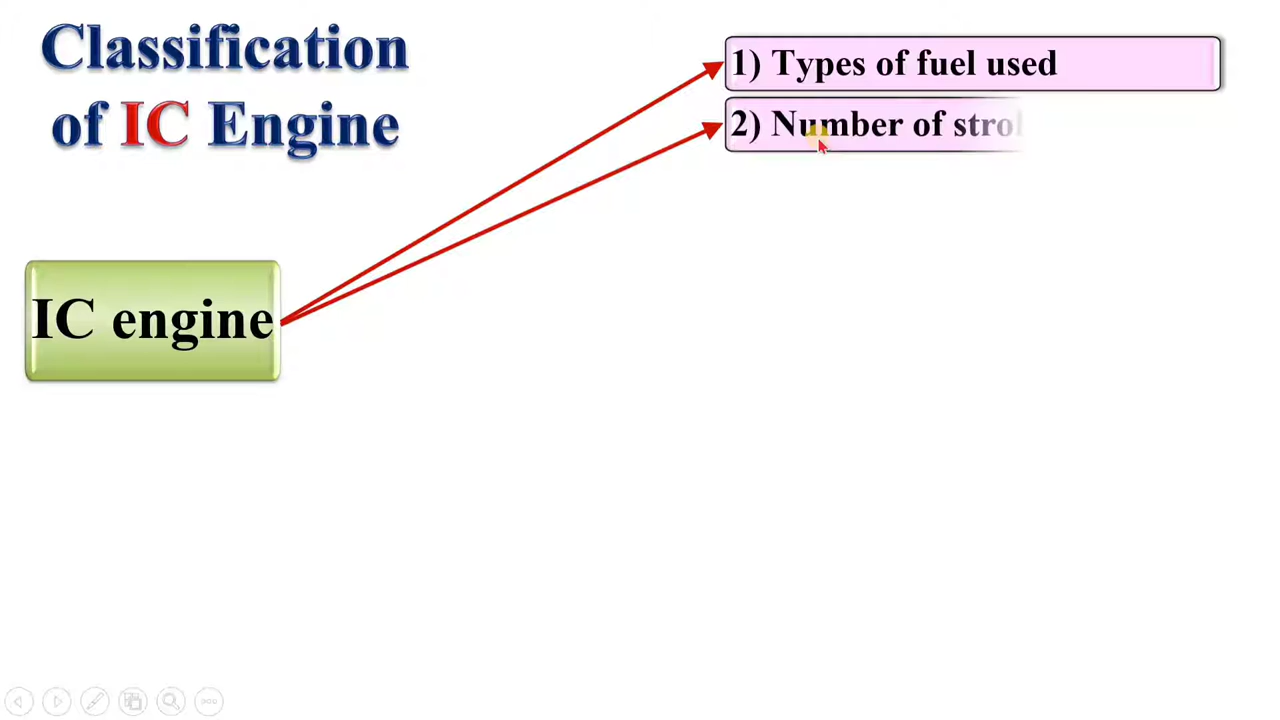 Classification
of IC Engine
1) Types of fuel used
2) Number of
IC engine